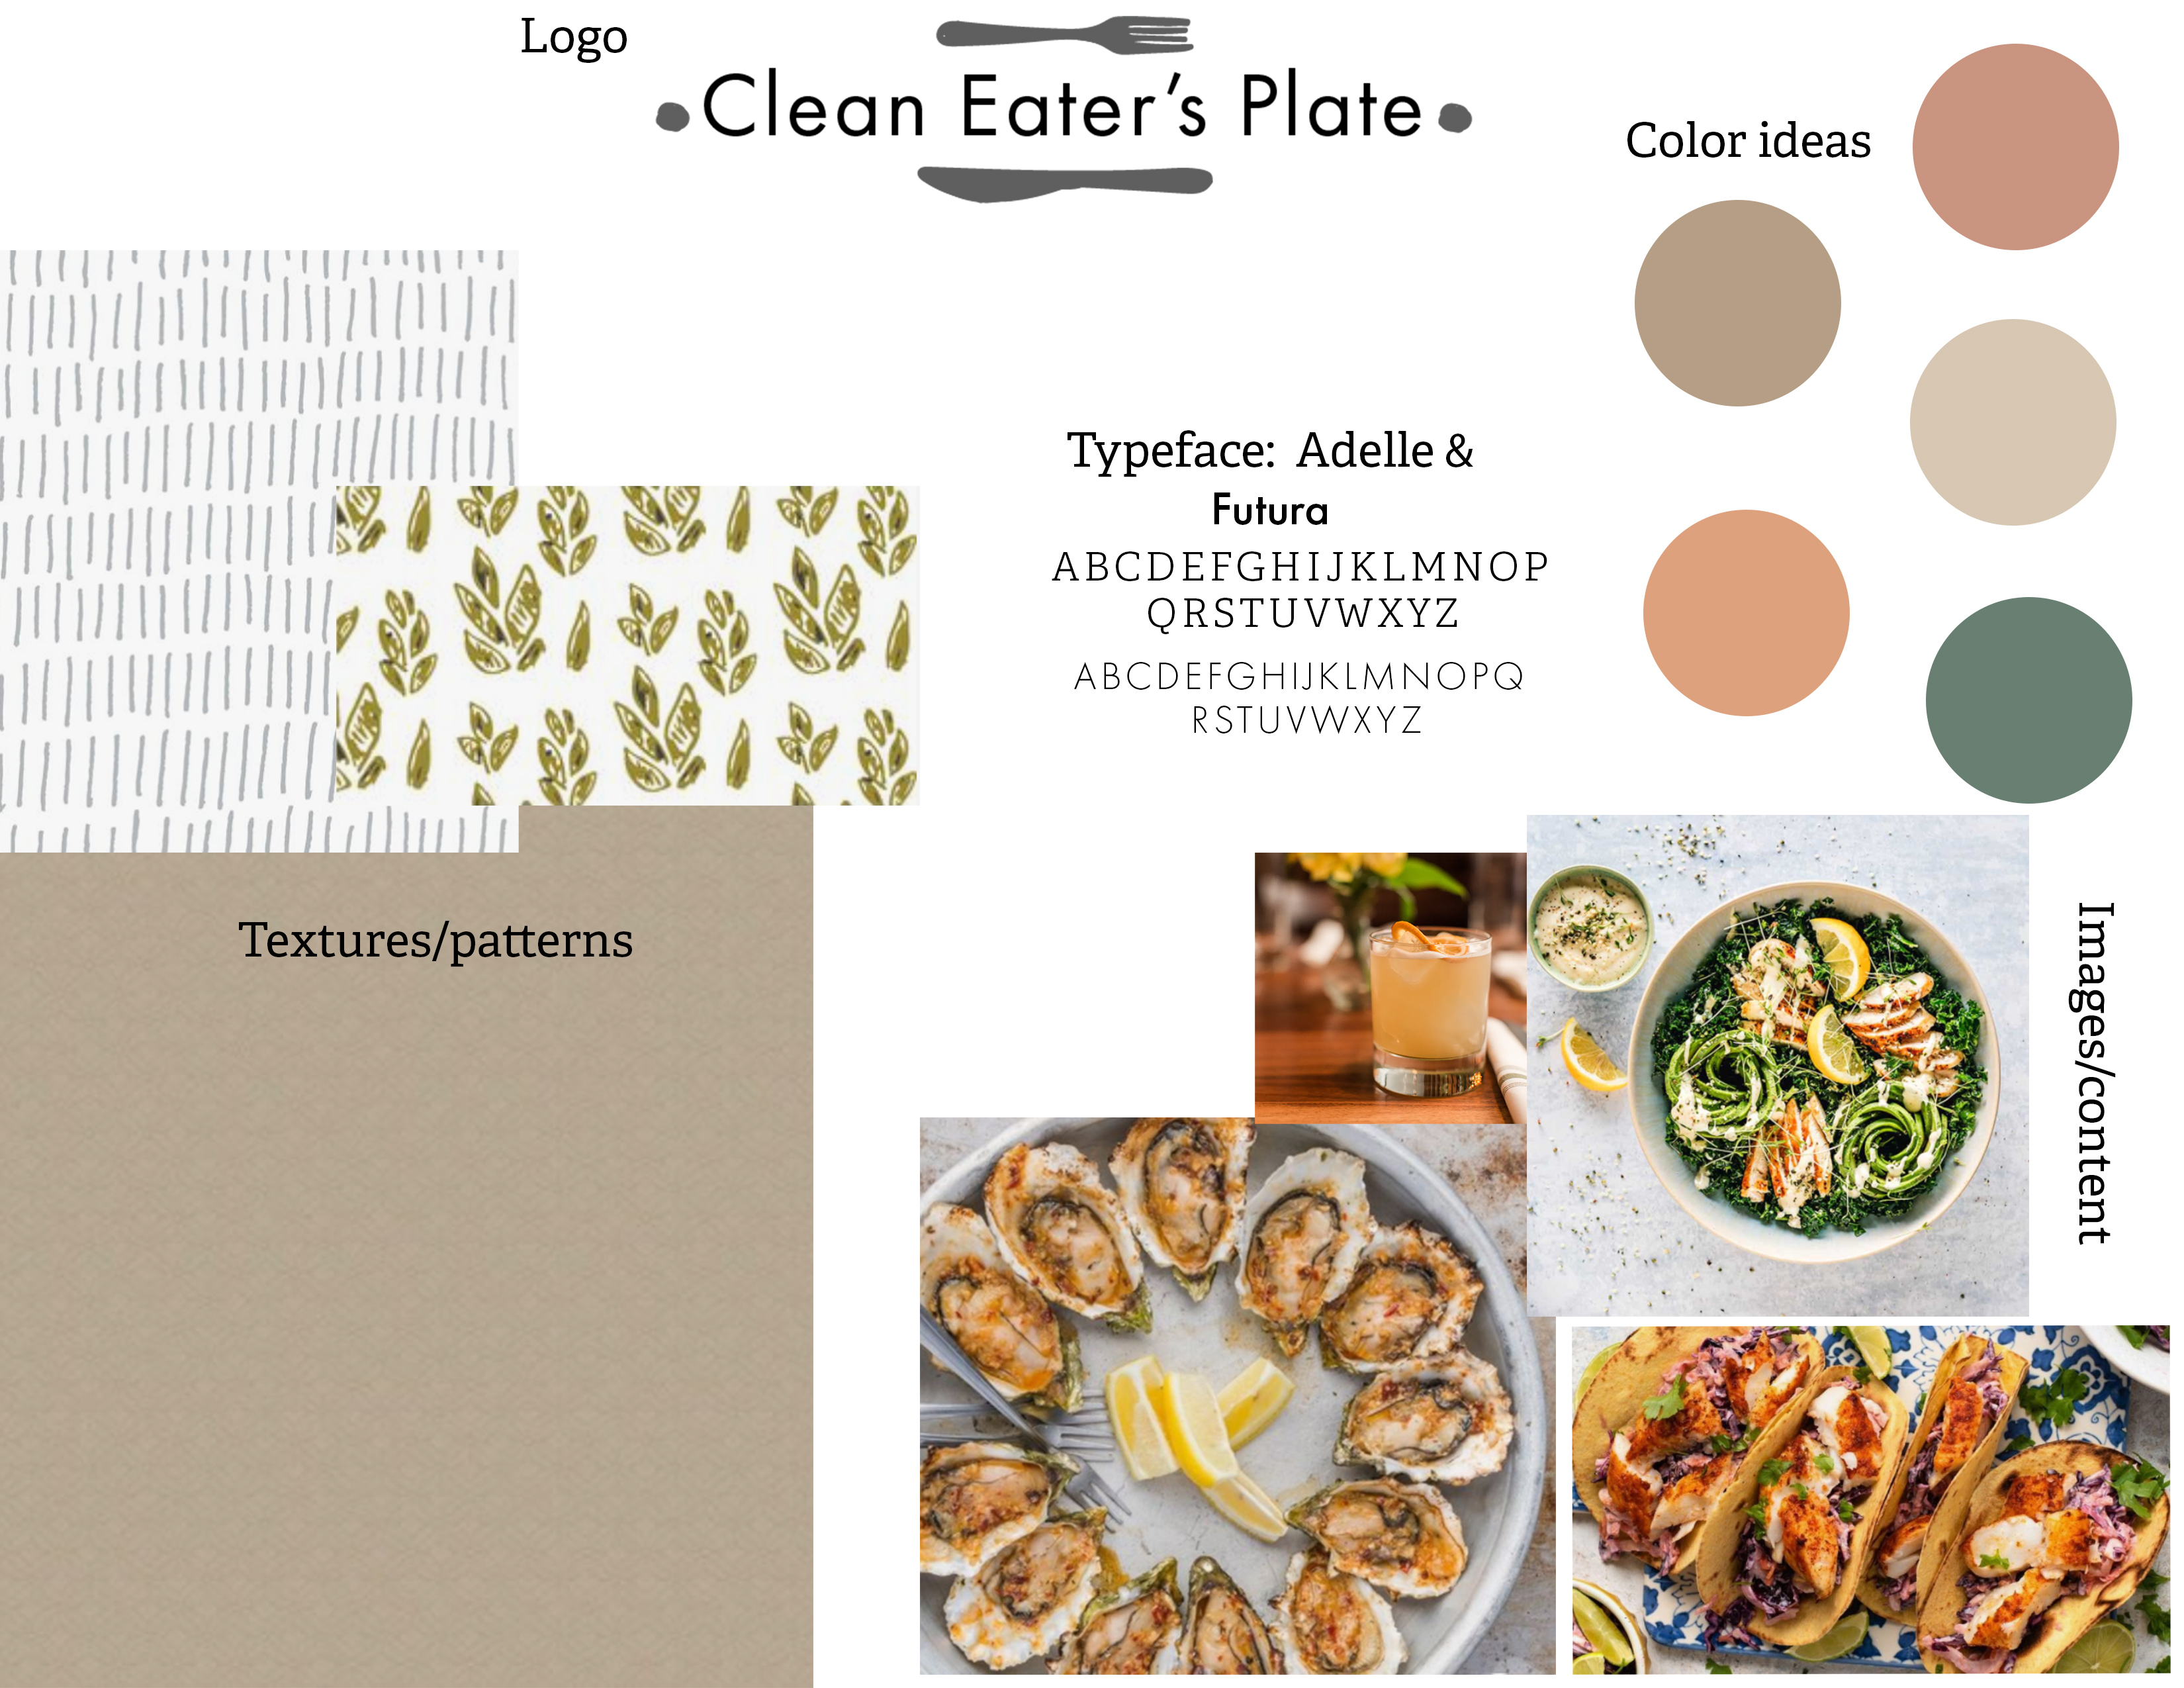 Logo
Clean Eater’s Plate
Color ideas
Typeface: Adelle &
Futura
ABCDEFGHIJKLMNOP
QRSTUVWXYZ
ABCDEFGHIJKLMNOPQ
RSTUVWXYZ
Textures/patterns
Images/content